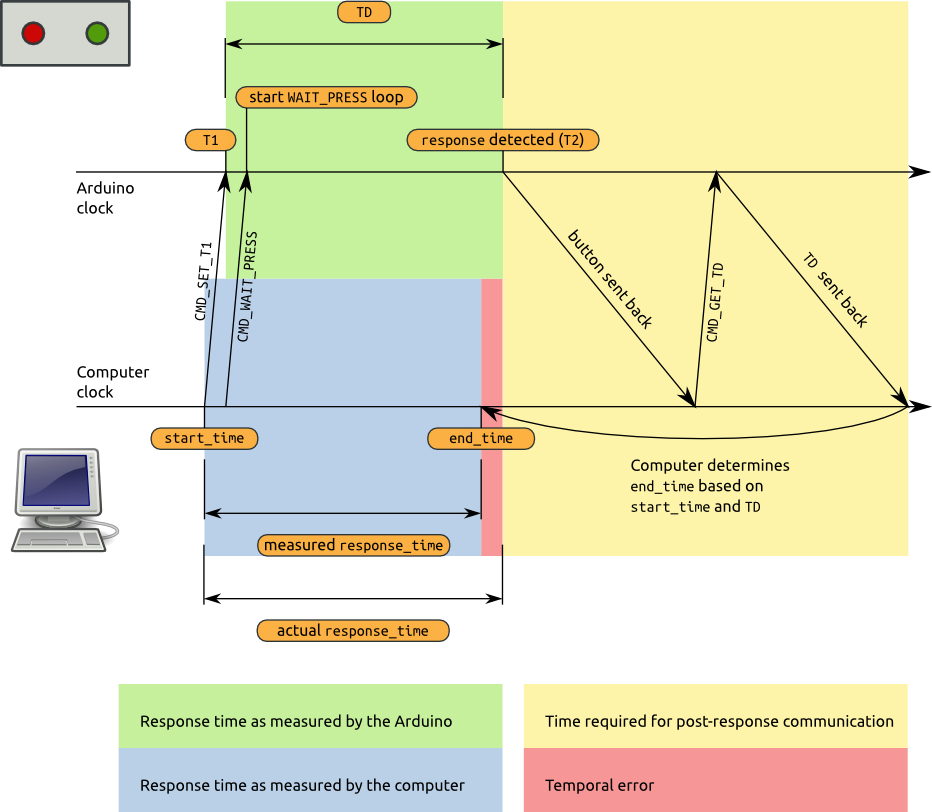 TD
start WAIT_PRESS loop
T1
response detected (T2)
Arduino
clock
CMD_SET_T1
CMD_WAIT_PRESS
button sent back
CMD_GET_TD
TD sent back
Computer
clock
start_time
end_time
Computer determines
end_time based on
start_time and TD
measured response_time
actual response_time
Response time as measured by the Arduino
Time required for post-response communication
Response time as measured by the computer
Temporal error